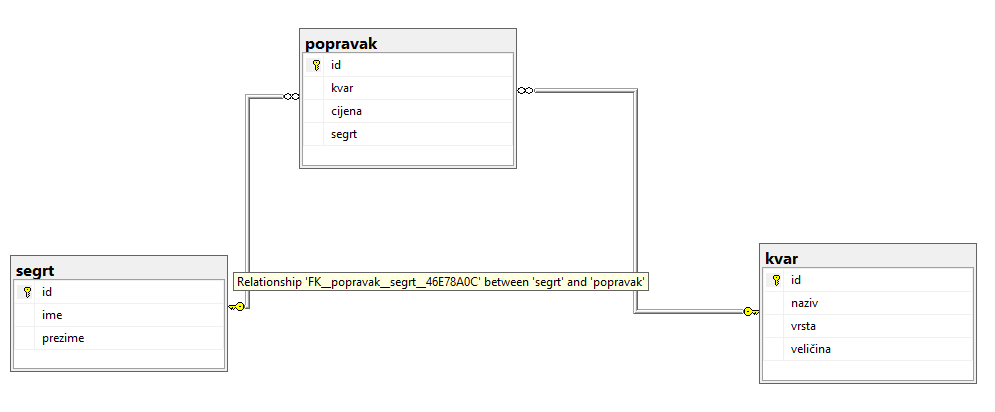 popravak
id
kvar
cijena
segrt
segrt
id
ime
prezime
Relationship 'FK__popravak__segrt__46E78A0C' between 'segrt' and 'popravak'
kvar
id
naziv
vrsta
veličina